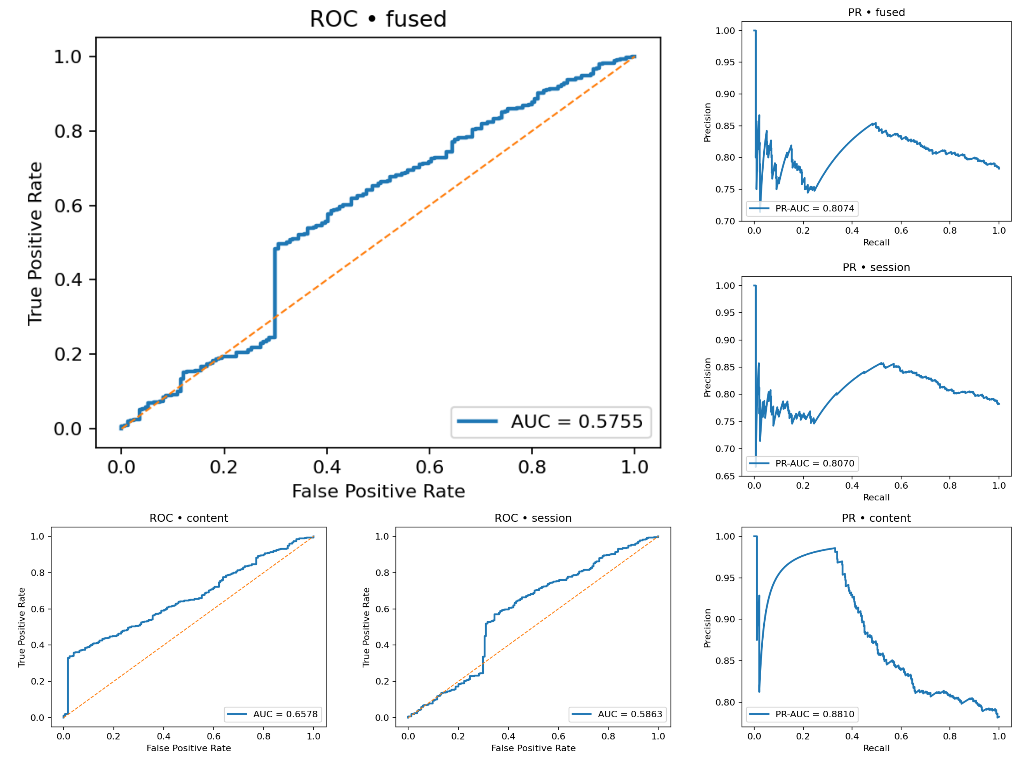 ROC • fused
True Positive Rate
1.0
0.8
0.6
0.4
0.2
0.0
AUC = 0.5755
0.0 0.2 0.4 0.6 0.8 1.0
False Positive Rate
PR • fused
Precision
1.00
0.95
0.90
0.85
0.80
0.75
0.70
PR-AUC = 0.8074
0.0 0.2 0.4 0.6 0.8 1.0
Recall
PR • session
Precision
1.00
0.95
0.90
0.85
0.80
0.75
0.70
0.65
PR-AUC = 0.8070
0.0 0.2 0.4 0.6 0.8 1.0
Recall
ROC • content
True Positive Rate
1.0
0.8
0.6
0.4
0.2
0.0
AUC = 0.6578
0.0 0.2 0.4 0.6 0.8 1.0
False Positive Rate
ROC • session
True Positive Rate
1.0
0.8
0.6
0.4
0.2
0.0
AUC = 0.5863
0.0 0.2 0.4 0.6 0.8 1.0
False Positive Rate
PR • content
Precision
1.00
0.95
0.90
0.85
0.80
PR-AUC = 0.8810
0.0 0.2 0.4 0.6 0.8 1.0
Recall